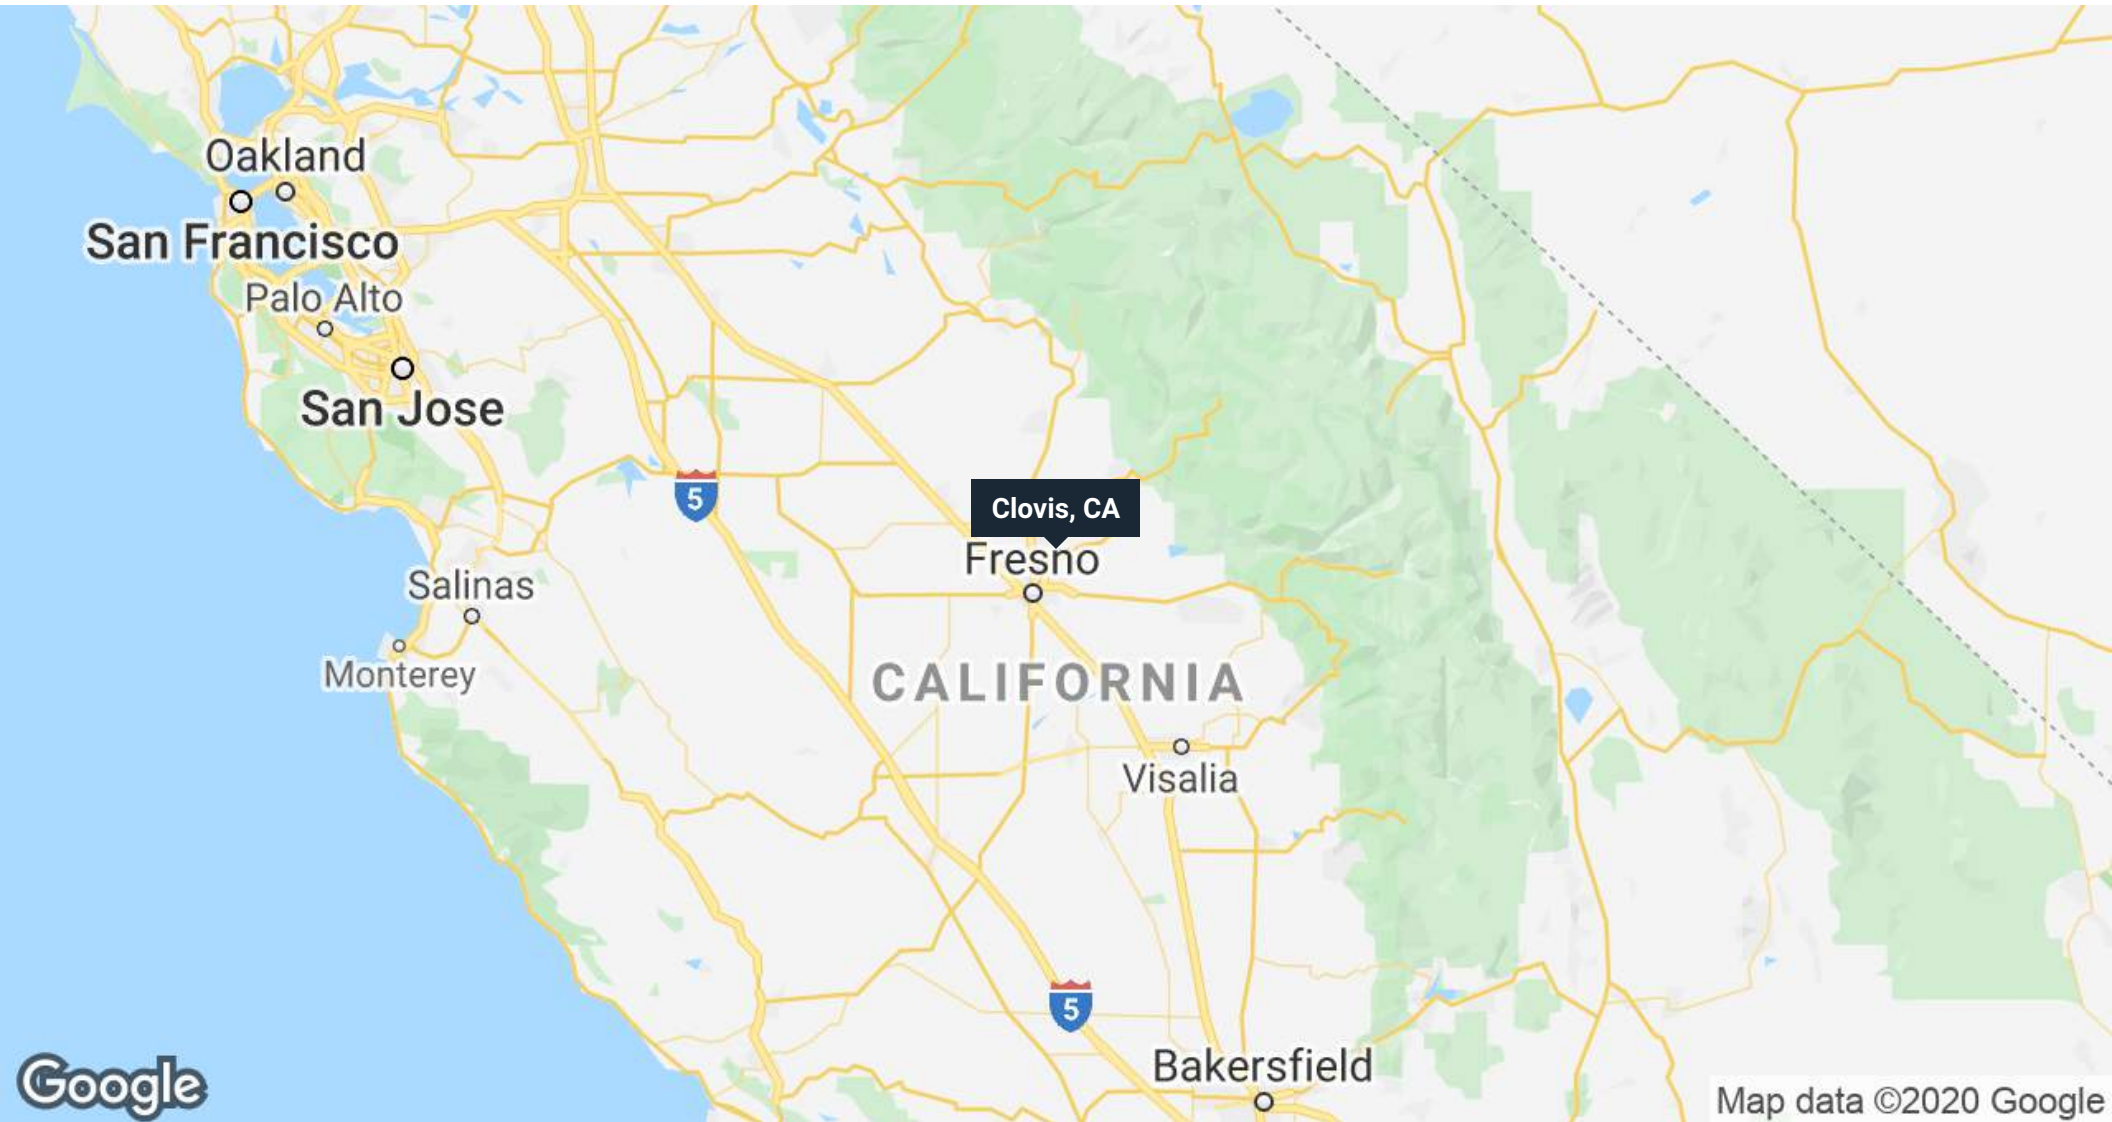 Oakland
San Francisco
Palo Alto
San Jose
5
Clovis, CA
Fresno
Salinas
Monterey
CALIFORNIA
Visalia
5
Bakersfield
Google
Map data ©2020 Google